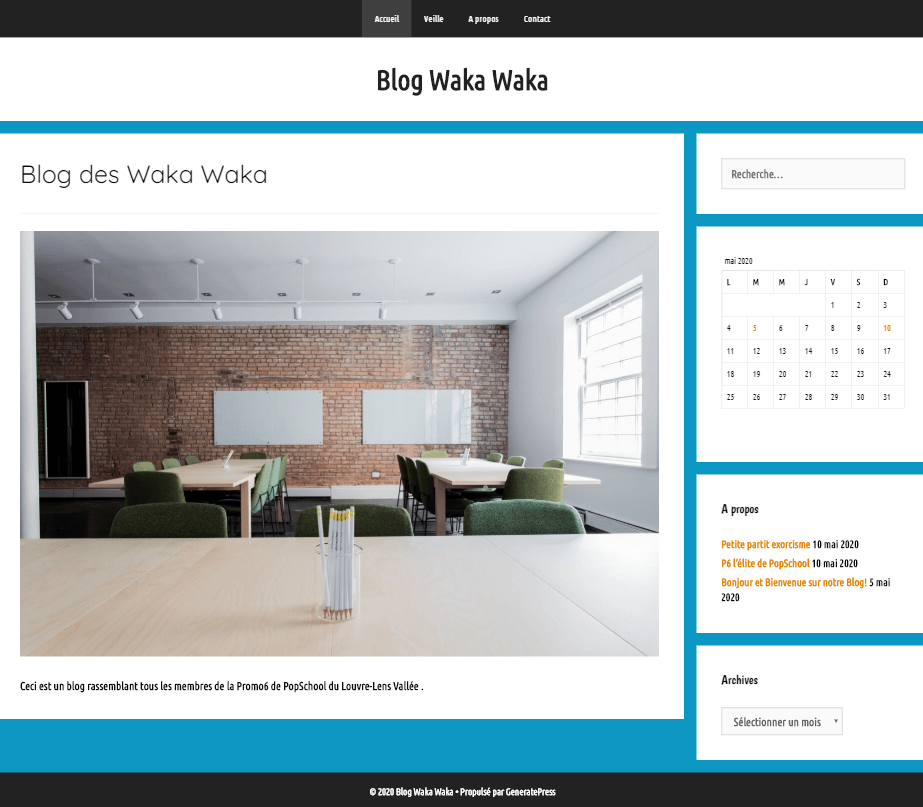 Accueil Veille A propos Contact
Blog Waka Waka
Blog des Waka Waka
Ceci est un blog rassemblant tous les membres de la Promo6 de PopSchool du Louvre-Lens Vallée .
Recherche...
mai 2020
L M M J V S D
1 2 3
4 5 6 7 8 9 10
11 12 13 14 15 16 17
18 19 20 21 22 23 24
25 26 27 28 29 30 31
A propos
Petite partit exorcisme 10 mai 2020
P6 l'élite de PopSchool 10 mai 2020
Bonjour et Bienvenue sur notre Blog! 5 mai
2020
Archives
Sélectionner un mois
© 2020 Blog Waka Waka • Propulsé par GeneratePress